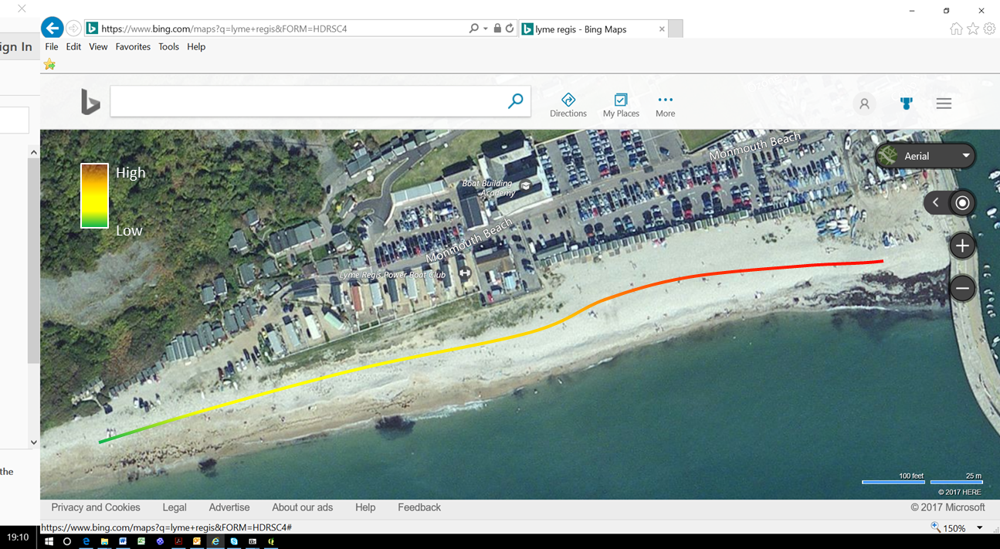 https://www.bing.com/maps?q=lyme+regis&FORM=HDRSC4
lyme regis - Bing Maps
ign In
File Edit View Favorites Tools Help
Directions
My Places
More
Monmouth Beach
Aerial
High
Low
Boat Building
Academy
Monmouth Beach
Lyme Regis Power Boat Club
100 feet
25 m
© 2017 HERE
the
Privacy and Cookies Legal Advertise About our ads Help Feedback
© 2017 Microsoft
https://www.bing.com/maps?q=lyme+regis&FORM=HDRSC4#
150%
19:10